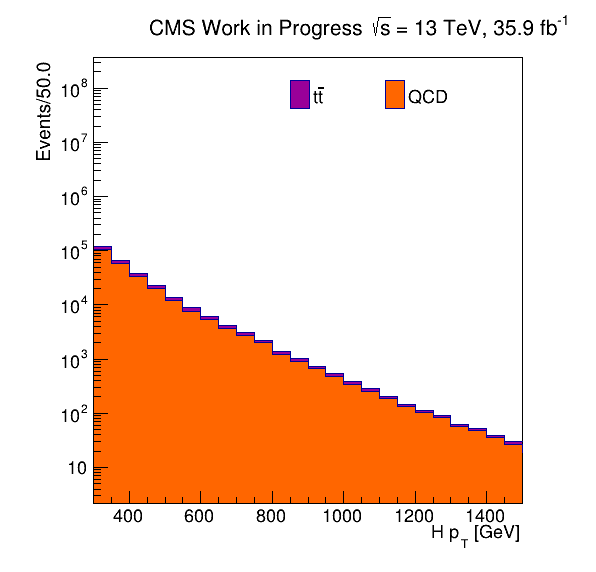 CMS Work in Progress √s = 13 TeV, 35.9 fb⁻¹
Events/50.0
tt̄
QCD
10⁸
10⁷
10⁶
10⁵
10⁴
10³
10²
10
400 600 800 1000 1200 1400
H p_T [GeV]